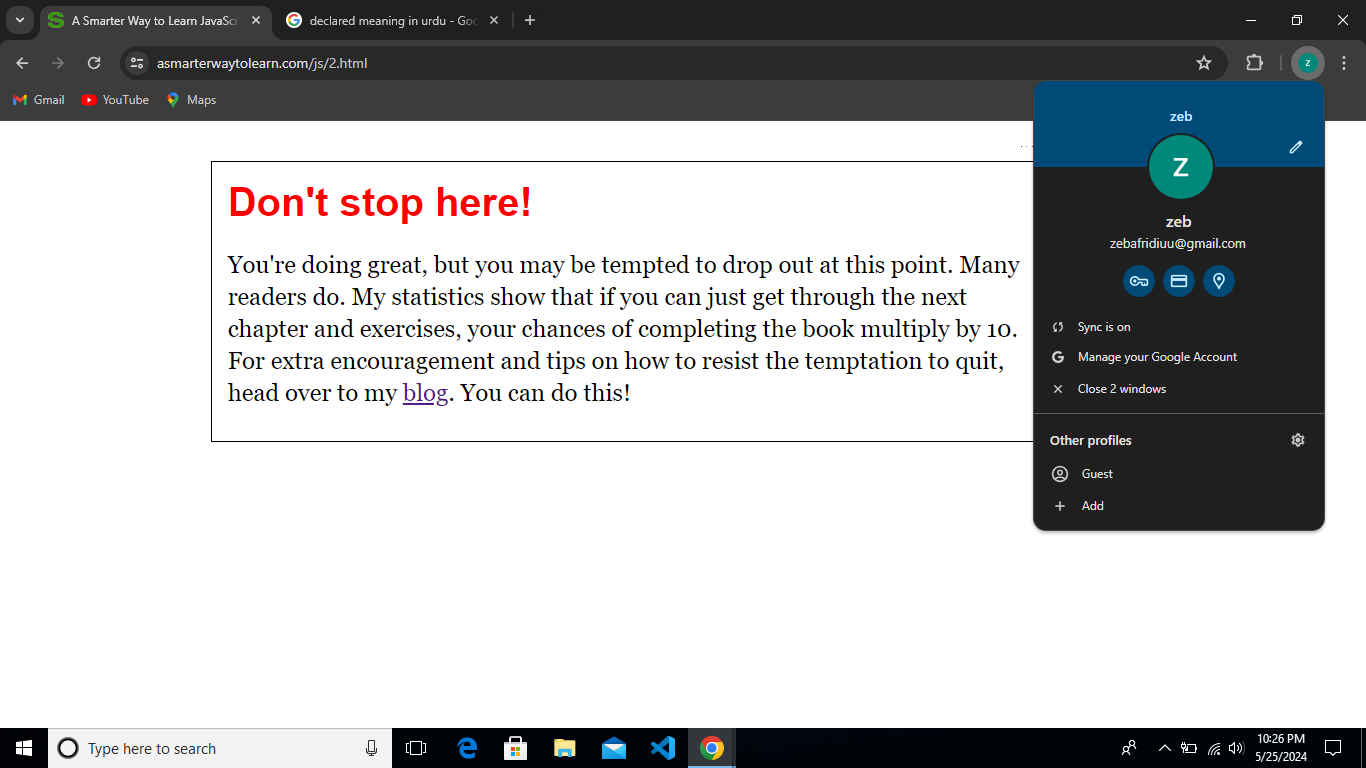 A Smarter Way to Learn JavaScr
declared meaning in urdu - Goo
asmarterwaytolearn.com/js/2.html
z
Gmail
YouTube
Maps
zeb
Z
zeb
zebafridiuu@gmail.com
Sync is on
Manage your Google Account
Close 2 windows
Other profiles
Guest
Add
Don't stop here!
You're doing great, but you may be tempted to drop out at this point. Many
readers do. My statistics show that if you can just get through the next
chapter and exercises, your chances of completing the book multiply by 10.
For extra encouragement and tips on how to resist the temptation to quit,
head over to my blog. You can do this!
Type here to search
10:26 PM
5/25/2024